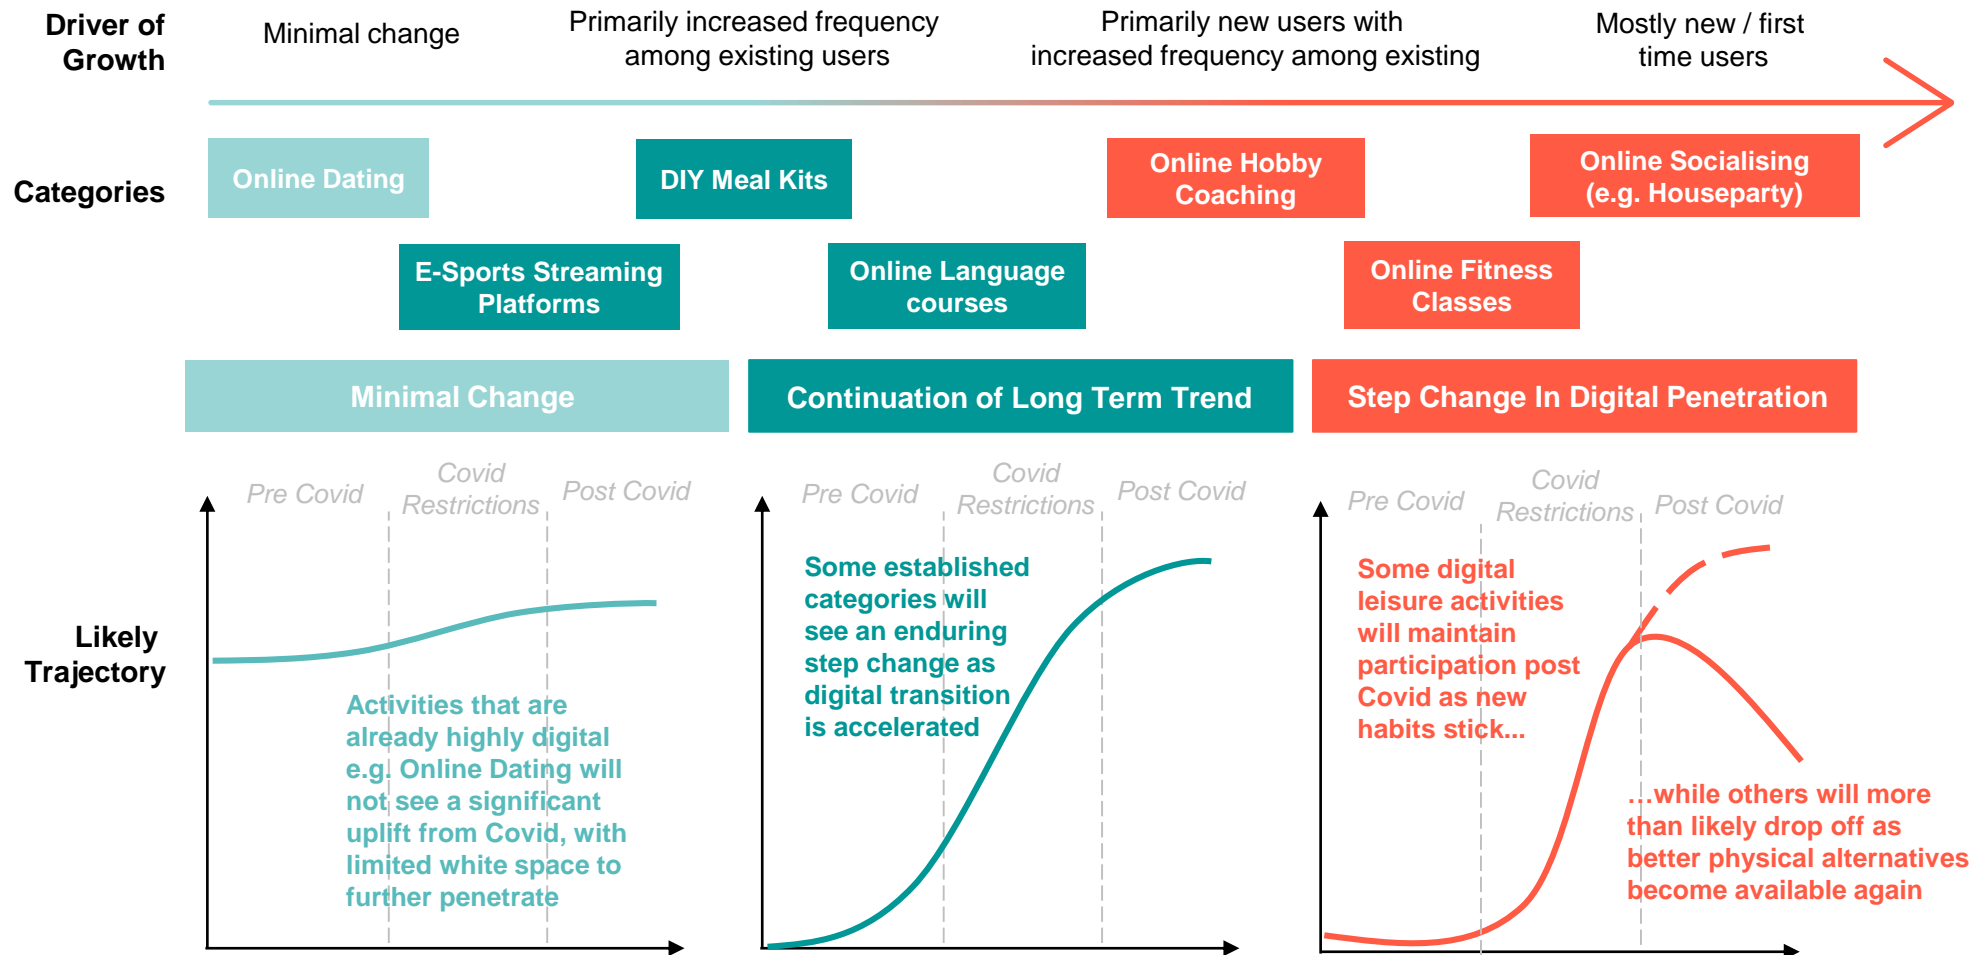 Driver of
Growth
Minimal change
Primarily increased frequency
among existing users
Primarily new users with
increased frequency among existing
Mostly new / first
time users
Categories
Online Dating
DIY Meal Kits
Online Hobby
Coaching
Online Socialising
(e.g. Houseparty)
E-Sports Streaming
Platforms
Online Language
courses
Online Fitness
Classes
Minimal Change
Continuation of Long Term Trend
Step Change In Digital Penetration
Likely
Trajectory
Pre Covid
Covid
Restrictions
Post Covid
Activities that are
already highly digital
e.g. Online Dating will
not see a significant
uplift from Covid, with
limited white space to
further penetrate
Pre Covid
Covid
Restrictions
Post Covid
Some established
categories will
see an enduring
step change as
digital transition
is accelerated
Pre Covid
Covid
Restrictions
Post Covid
Some digital
leisure activities
will maintain
participation post
Covid as new
habits stick...
…while others will more
than likely drop off as
better physical alternatives
become available again